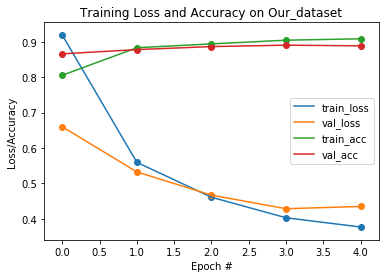 Training Loss and Accuracy on Our_dataset
Loss/Accuracy
0.9
0.8
0.7
0.6
0.5
0.4
train_loss
val_loss
train_acc
val_acc
0.0 0.5 1.0 1.5 2.0 2.5 3.0 3.5 4.0
Epoch #